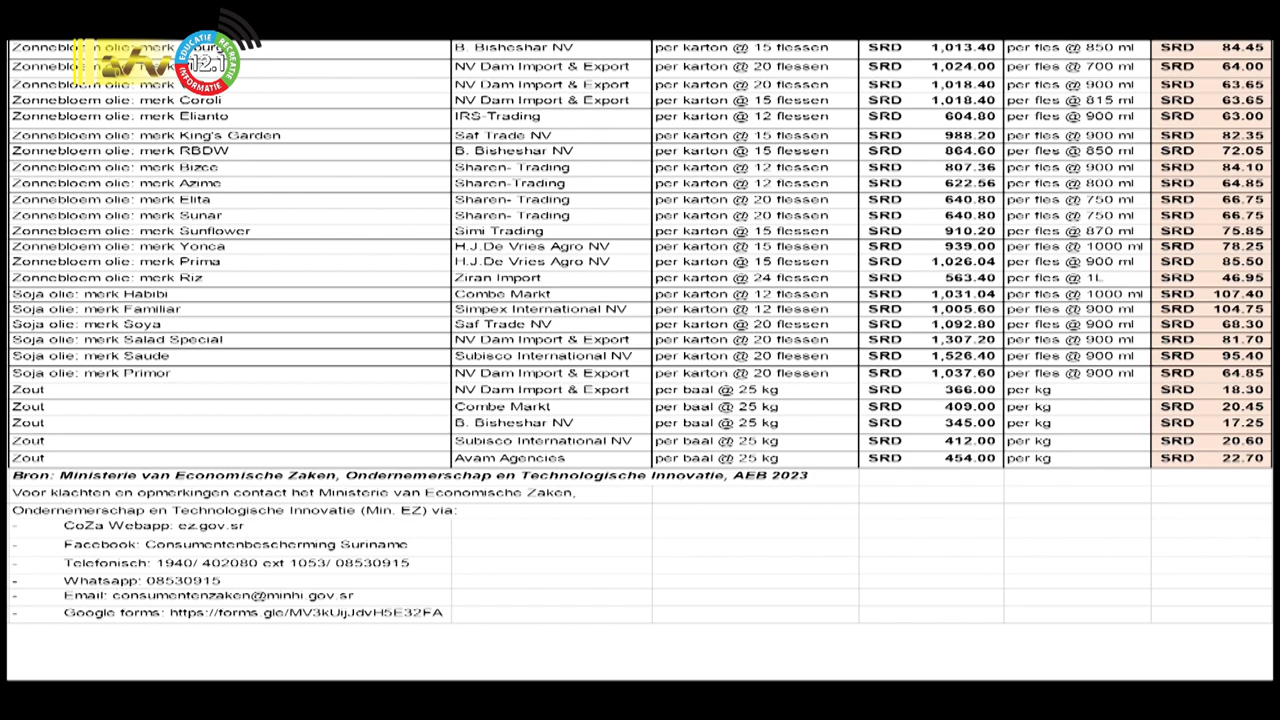 EDUCATIE
RECREATIE
INFORMATIE
12.1
Zonnebloem olie: merk B. Bisheshar NV per karton @ 15 flessen SRD 1,013.40 per fles @ 850 ml SRD 84.45
NV Dam Import & Export per karton @ 20 flessen SRD 1,024.00 per fles @ 700 ml SRD 64.00
Zonnebloem olie: merk NV Dam Import & Export per karton @ 20 flessen SRD 1,018.40 per fles @ 900 ml SRD 63.65
Zonnebloem olie: merk Coroli NV Dam Import & Export per karton @ 15 flessen SRD 1,018.40 per fles @ 815 ml SRD 63.65
Zonnebloem olie: merk Elianto IRS-Trading per karton @ 12 flessen SRD 604.80 per fles @ 900 ml SRD 63.00
Zonnebloem olie: merk King's Garden Saf Trade NV per karton @ 15 flessen SRD 988.20 per fles @ 900 ml SRD 82.35
Zonnebloem olie: merk RBDW B. Bisheshar NV per karton @ 15 flessen SRD 864.60 per fles @ 850 ml SRD 72.05
Zonnebloem olie: merk Bizce Sharen- Trading per karton @ 12 flessen SRD 807.36 per fles @ 900 ml SRD 84.10
Zonnebloem olie: merk Azime Sharen-Trading per karton @ 12 flessen SRD 622.56 per fles @ 800 ml SRD 64.85
Zonnebloem olie: merk Elita Sharen- Trading per karton @ 20 flessen SRD 640.80 per fles @ 750 ml SRD 66.75
Zonnebloem olie: merk Sunar Sharen- Trading per karton @ 20 flessen SRD 640.80 per fles @ 750 ml SRD 66.75
Zonnebloem olie: merk Sunflower Simi Trading per karton @ 15 flessen SRD 910.20 per fles @ 870 ml SRD 75.85
Zonnebloem olie: merk Yonca H.J.De Vries Agro NV per karton @ 15 flessen SRD 939.00 per fles @ 1000 ml SRD 78.25
Zonnebloem olie: merk Prima H.J.De Vries Agro NV per karton @ 15 flessen SRD 1,026.04 per fles @ 900 ml SRD 85.50
Zonnebloem olie: merk Riz Ziran Import per karton @ 24 flessen SRD 563.40 per fles @ 1L SRD 46.95
Soja olie: merk Habibi Combe Markt per karton @ 12 flessen SRD 1,031.04 per fles @ 1000 ml SRD 107.40
Soja olie: merk Familiar Simpex International NV per karton @ 12 flessen SRD 1,005.60 per fles @ 900 ml SRD 104.75
Soja olie: merk Soya Saf Trade NV per karton @ 20 flessen SRD 1,092.80 per fles @ 900 ml SRD 68.30
Soja olie: merk Salad Special NV Dam Import & Export per karton @ 20 flessen SRD 1,307.20 per fles @ 900 ml SRD 81.70
Soja olie: merk Saude Subisco International NV per karton @ 20 flessen SRD 1,526.40 per fles @ 900 ml SRD 95.40
Soja olie: merk Primor NV Dam Import & Export per karton @ 20 flessen SRD 1,037.60 per fles @ 900 ml SRD 64.85
Zout NV Dam Import & Export per baal @ 25 kg SRD 366.00 per kg SRD 18.30
Zout Combe Markt per baal @ 25 kg SRD 409.00 per kg SRD 20.45
Zout B. Bisheshar NV per baal @ 25 kg SRD 345.00 per kg SRD 17.25
Zout Subisco International NV per baal @ 25 kg SRD 412.00 per kg SRD 20.60
Zout Avam Agencies per baal @ 25 kg SRD 454.00 per kg SRD 22.70
Bron: Ministerie van Economische Zaken, Ondernemerschap en Technologische Innovatie, AEB 2023
Voor klachten en opmerkingen contact het Ministerie van Economische Zaken,
Ondernemerschap en Technologische Innovatie (Min. EZ) via:
- CoZa Webapp: ez.gov.sr
- Facebook: Consumentenbescherming Suriname
- Telefonisch: 1940/ 402080 ext 1053/ 08530915
- Whatsapp: 08530915
- Email: consumentenzaken@minhi.gov.sr
- Google forms: https://forms.gle/MV3kUijJdvH5E32FA